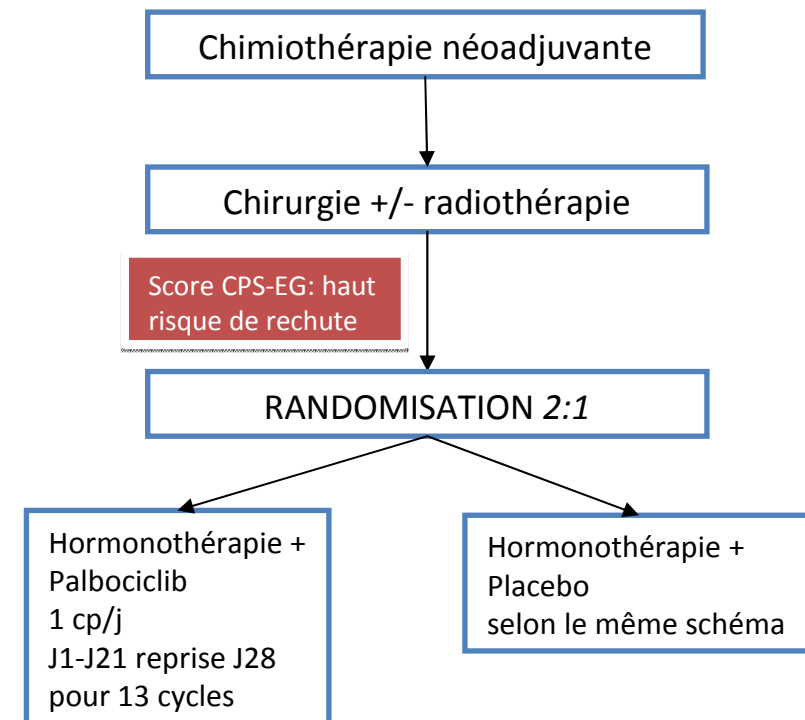 Chimiothérapie néoadjuvante
Chirurgie +/- radiothérapie
Score CPS-EG: haut
risque de rechute
RANDOMISATION 2:1
Hormonothérapie +
Palbociclib
1 cp/j
J1-J21 reprise J28
pour 13 cycles
Hormonothérapie +
Placebo
selon le même schéma